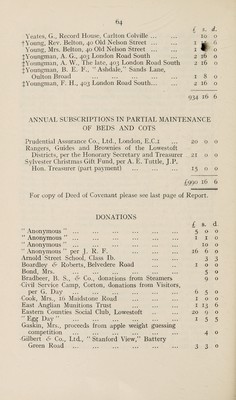 64
£ s. d.
Yeates, G., Record House, Carlton Colville ... 10 0
†Young, Rev. Belton, 40 Old Nelson Street ... 1 6
Young, Mrs. Belton, 40 Old Nelson Street ... 1 0
‡Youngman, A. G., 403 London Road South 2 16 0
‡Youngman, A. W., The late, 403 London Road South 2 16 0
‡Youngman, B. E. F., "Ashdale," Sands Lane,
Oulton Broad ... 1 8 0
‡Youngman, F. H., 403 London Road South... 2 16 0
934 16 6
ANNUAL SUBSCRIPTIONS IN PARTIAL MAINTENANCE
OF BEDS AND COTS
Prudential Assurance Co., Ltd., London, E.C.1 20 0 0
Rangers, Guides and Brownies of the Lowestoft
Districts, per the Honorary Secretary and Treasurer 21 0 0
Sylvester Christmas Gift Fund, per A. E. Tuttle, J.P.
Hon. Treasurer (part payment) ... 15 0 0
£990 16 6
For copy of Deed of Covenant please see last page of Report.
DONATIONS
£ s. d.
"Anonymous" ... 5 0 0
"Anonymous" ... 1 1 0
"Anonymous" ... 10 0
"Anonymous" per J. R. F. ... 16 6 9
Arnold Street School, Class Ib. ... 3 3
Boardley & Roberts, Belvedere Road ... 1 0 0
Bond, Mrs. ... 5 0
Bradbeer, B. S., & Co., donations from Steamers 9 0
Civil Service Camp, Corton, donations from Visitors,
per G. Day ... 6 5 0
Cook, Mrs., 16 Maidstone Road ... 1 0 0
East Anglian Munitions Trust ... 1 13 6
Eastern Counties Social Club, Lowestoft ... 20 0 0
"Egg Day" ... 1 5 5
Gaskin, Mrs., proceeds from apple weight guessing
competition ... 4 0
Gilbert & Co., Ltd., "Stanford View," Battery
Green Road ... 3 3 0